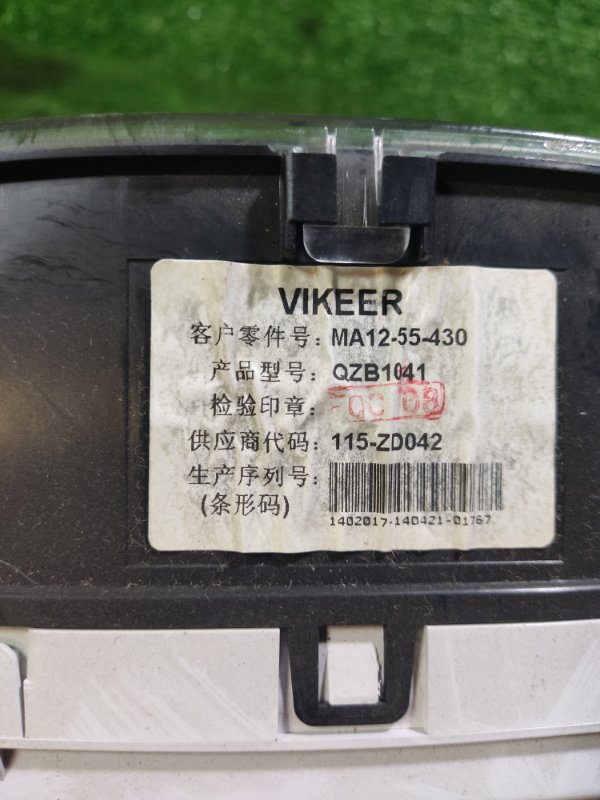 VIKEER
客户零件号: MA12-55-430
产品型号: QZB1041
检验印章: FQC 08
供应商代码: 115-ZD042
生产序列号:
(条形码)
1402017-140421-01767